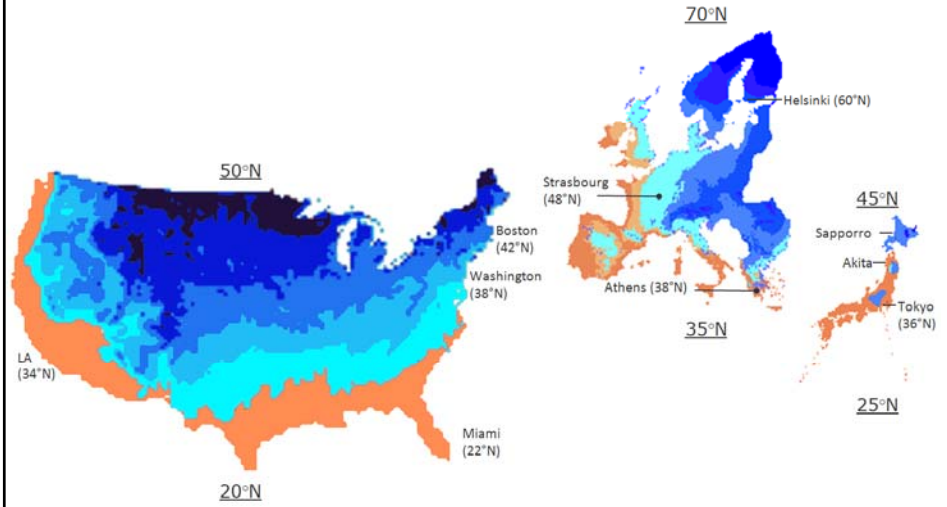 50°N
Boston
(42°N)
Washington
(38°N)
LA
(34°N)
Miami
(22°N)
20°N
70°N
Helsinki (60°N)
Strasbourg
(48°N)
Athens (38°N)
35°N
45°N
Sapporro
Akita
Tokyo
(36°N)
25°N